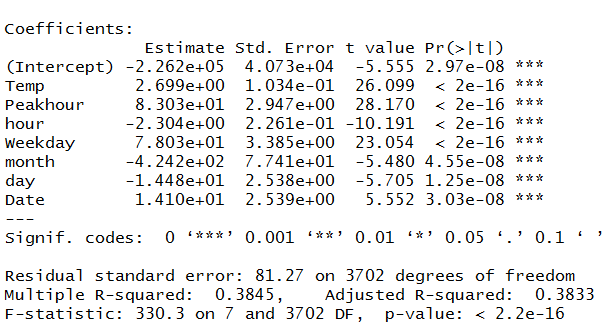 Coefficients:
              Estimate Std. Error t value Pr(>|t|)
(Intercept) -2.262e+05  4.073e+04  -5.555 2.97e-08 ***
Temp         2.699e+00  1.034e-01  26.099  < 2e-16 ***
Peakhour     8.303e+01  2.947e+00  28.170  < 2e-16 ***
hour        -2.304e+00  2.261e-01 -10.191  < 2e-16 ***
Weekday      7.803e+01  3.385e+00  23.054  < 2e-16 ***
month       -4.242e+02  7.741e+01  -5.480 4.55e-08 ***
day         -1.448e+01  2.538e+00  -5.705 1.25e-08 ***
Date         1.410e+01  2.539e+00   5.552 3.03e-08 ***
---
Signif. codes:  0 ‘***’ 0.001 ‘**’ 0.01 ‘*’ 0.05 ‘.’ 0.1 ‘ ’
Residual standard error: 81.27 on 3702 degrees of freedom
Multiple R-squared:  0.3845,    Adjusted R-squared:  0.3833
F-statistic: 330.3 on 7 and 3702 DF,  p-value: < 2.2e-16